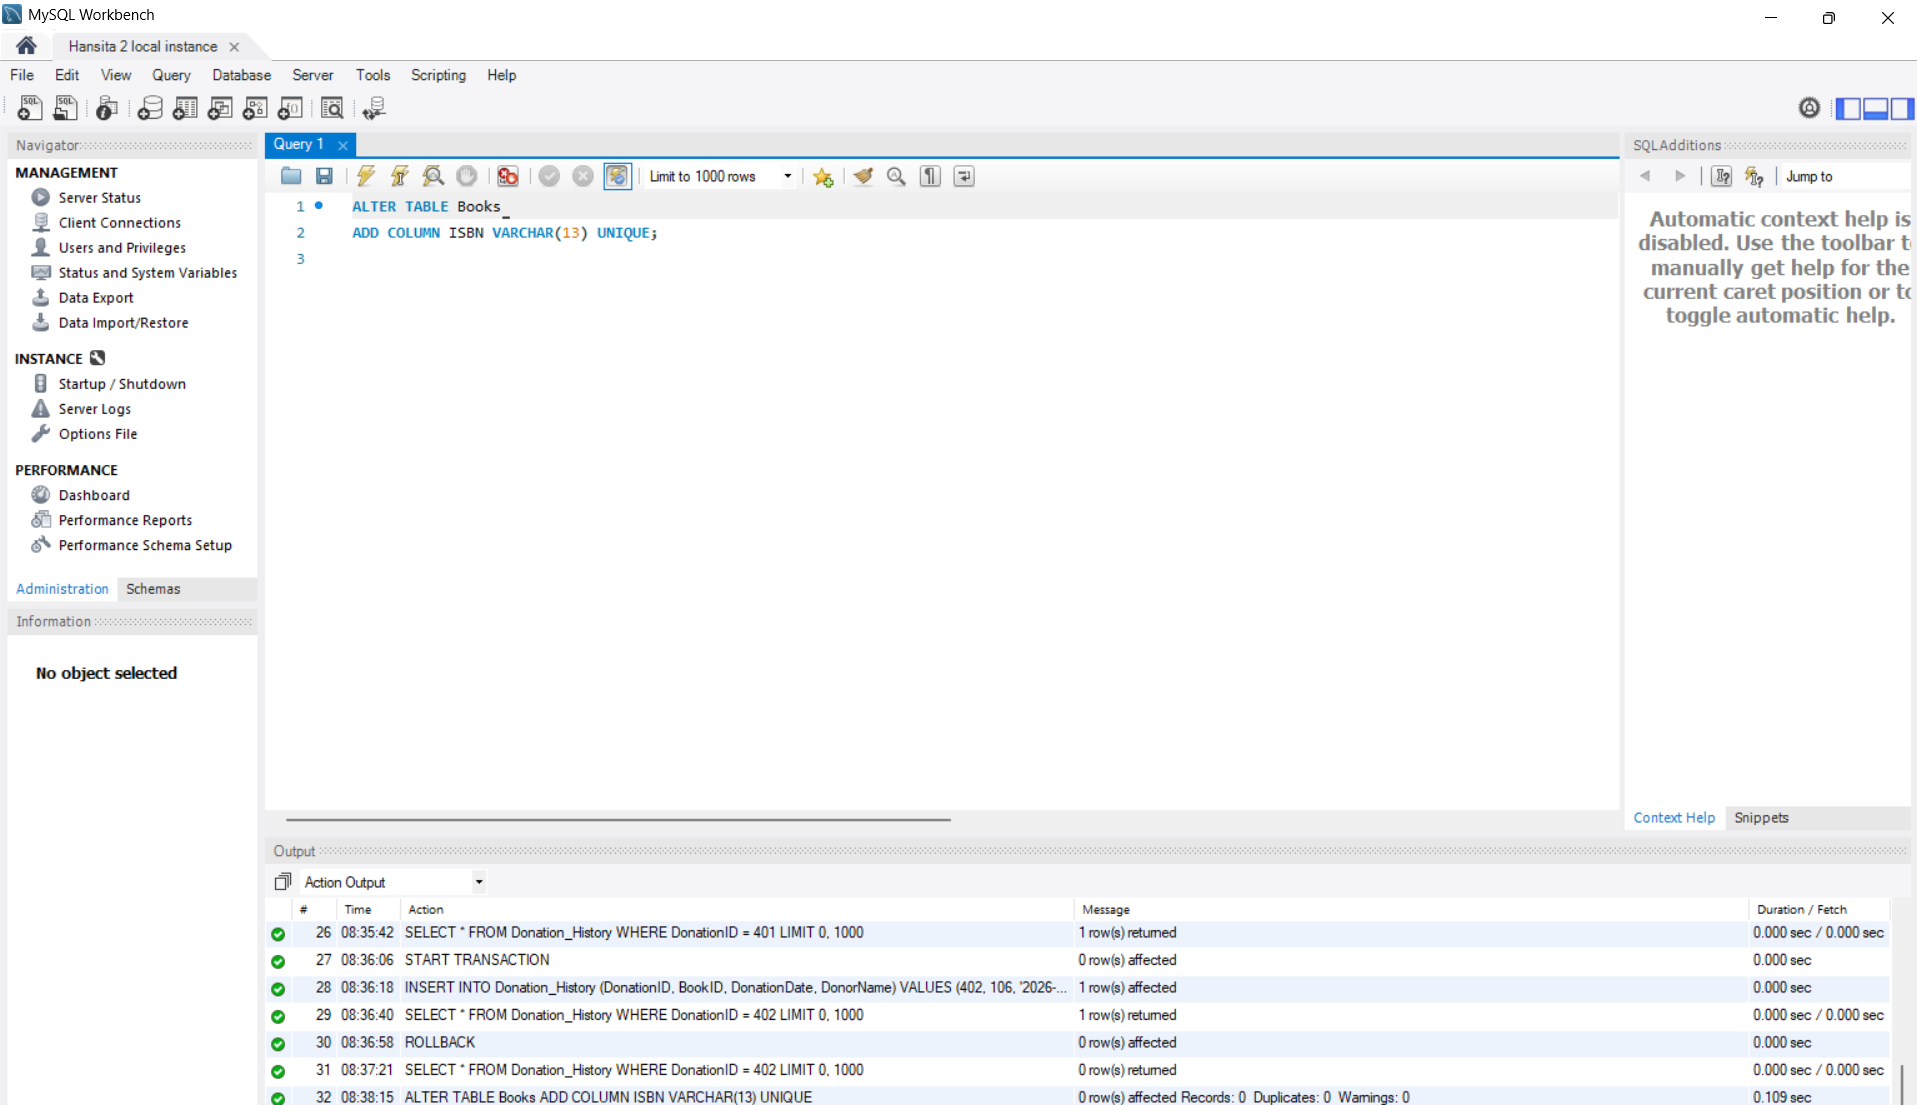 MySQL Workbench
Hansita 2 local instance
File Edit View Query Database Server Tools Scripting Help
Navigator
MANAGEMENT
Server Status
Client Connections
Users and Privileges
Status and System Variables
Data Export
Data Import/Restore
INSTANCE
Startup / Shutdown
Server Logs
Options File
PERFORMANCE
Dashboard
Performance Reports
Performance Schema Setup
Administration Schemas
Information
No object selected
Query 1
Limit to 1000 rows
1 ALTER TABLE Books
2 ADD COLUMN ISBN VARCHAR(13) UNIQUE;
3
SQLAdditions
Jump to
Automatic context help is
disabled. Use the toolbar t
manually get help for the
current caret position or to
toggle automatic help.
Context Help Snippets
Output
Action Output
# Time Action Message Duration / Fetch
26 08:35:42 SELECT * FROM Donation_History WHERE DonationID = 401 LIMIT 0, 1000 1 row(s) returned 0.000 sec / 0.000 sec
27 08:36:06 START TRANSACTION 0 row(s) affected 0.000 sec
28 08:36:18 INSERT INTO Donation_History (DonationID, BookID, DonationDate, DonorName) VALUES (402, 106, '2026-... 1 row(s) affected 0.000 sec
29 08:36:40 SELECT * FROM Donation_History WHERE DonationID = 402 LIMIT 0, 1000 1 row(s) returned 0.000 sec / 0.000 sec
30 08:36:58 ROLLBACK 0 row(s) affected 0.000 sec
31 08:37:21 SELECT * FROM Donation_History WHERE DonationID = 402 LIMIT 0, 1000 0 row(s) returned 0.000 sec / 0.000 sec
32 08:38:15 ALTER TABLE Books ADD COLUMN ISBN VARCHAR(13) UNIQUE 0 row(s) affected Records: 0 Duplicates: 0 Warnings: 0 0.109 sec